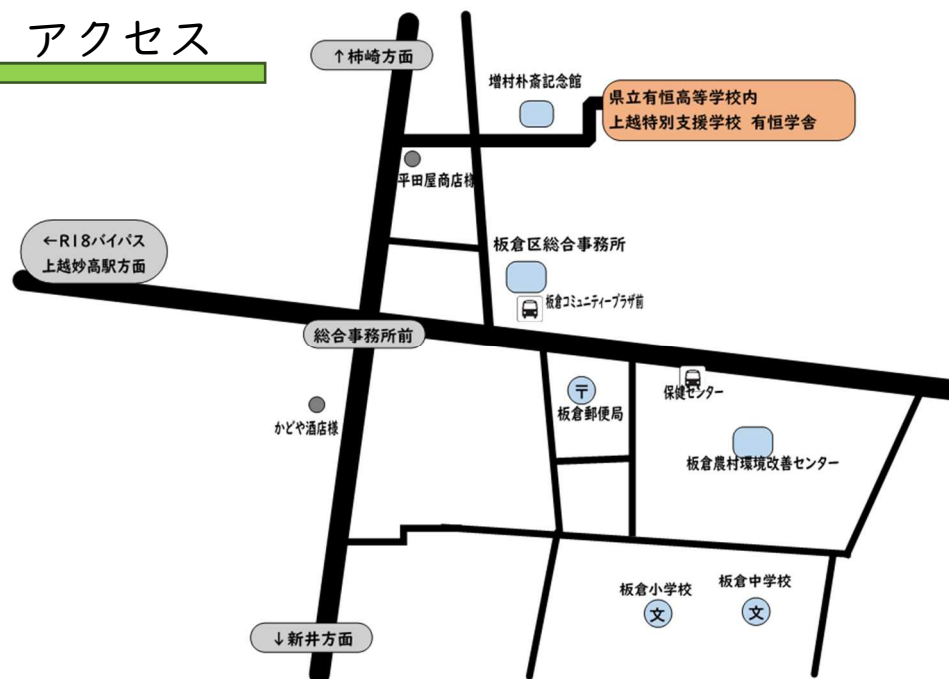 アクセス
↑柿崎方面
増村朴斎記念館
県立有恒高等学校内
上越特別支援学校 有恒学舎
平田屋商店様
←R18バイパス
上越妙高駅方面
板倉区総合事務所
板倉コミュニティープラザ前
総合事務所前
保健センター
〒
板倉郵便局
かどや酒店様
板倉農村環境改善センター
板倉小学校
板倉中学校
文
文
↓新井方面